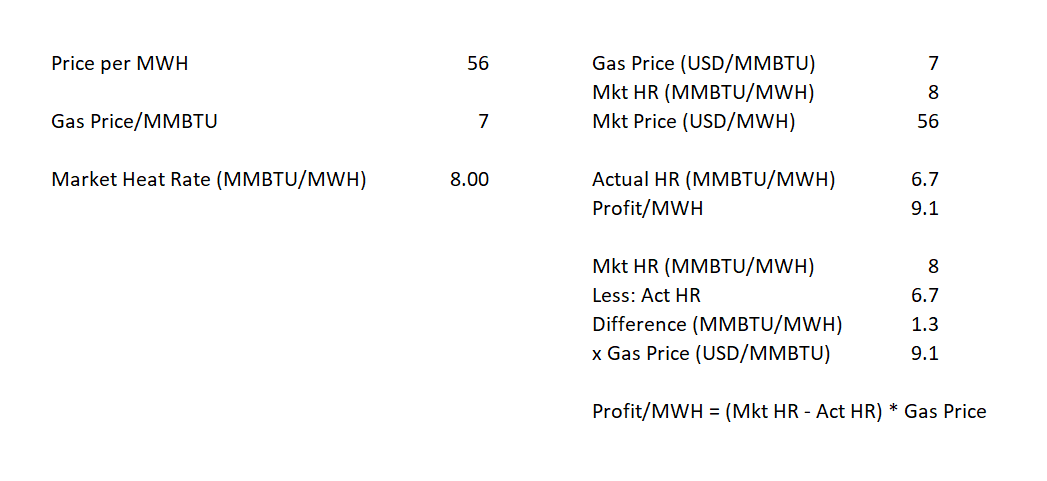 Price per MWH 56
Gas Price/MMBTU 7
Market Heat Rate (MMBTU/MWH) 8.00
Gas Price (USD/MMBTU) 7
Mkt HR (MMBTU/MWH) 8
Mkt Price (USD/MWH) 56
Actual HR (MMBTU/MWH) 6.7
Profit/MWH 9.1
Mkt HR (MMBTU/MWH) 8
Less: Act HR 6.7
Difference (MMBTU/MWH) 1.3
x Gas Price (USD/MMBTU) 9.1
Profit/MWH = (Mkt HR - Act HR) * Gas Price